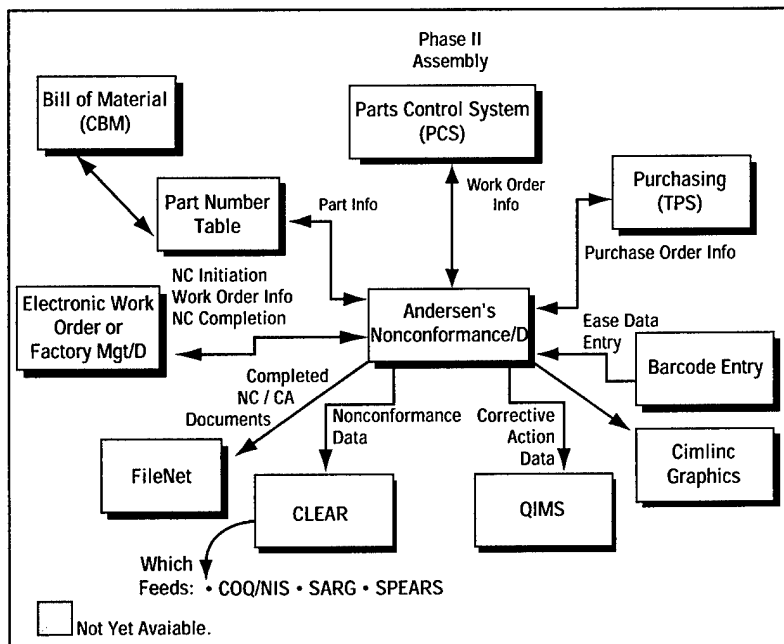 Phase II
Assembly
Bill of Material
(CBM)
Parts Control System
(PCS)
Purchasing
(TPS)
Part Number
Table
Part Info
Work Order
Info
Purchase Order Info
NC Initiation
Work Order Info
NC Completion
Electronic Work
Order or
Factory Mgt/D
Andersen's
Nonconformance/D
Ease Data
Entry
Barcode Entry
Completed
NC / CA
Documents
Nonconformance
Data
Corrective
Action
Data
Cimlinc
Graphics
FileNet
CLEAR
QIMS
Which
Feeds: • COQ/NIS • SARG • SPEARS
Not Yet Avaiable.